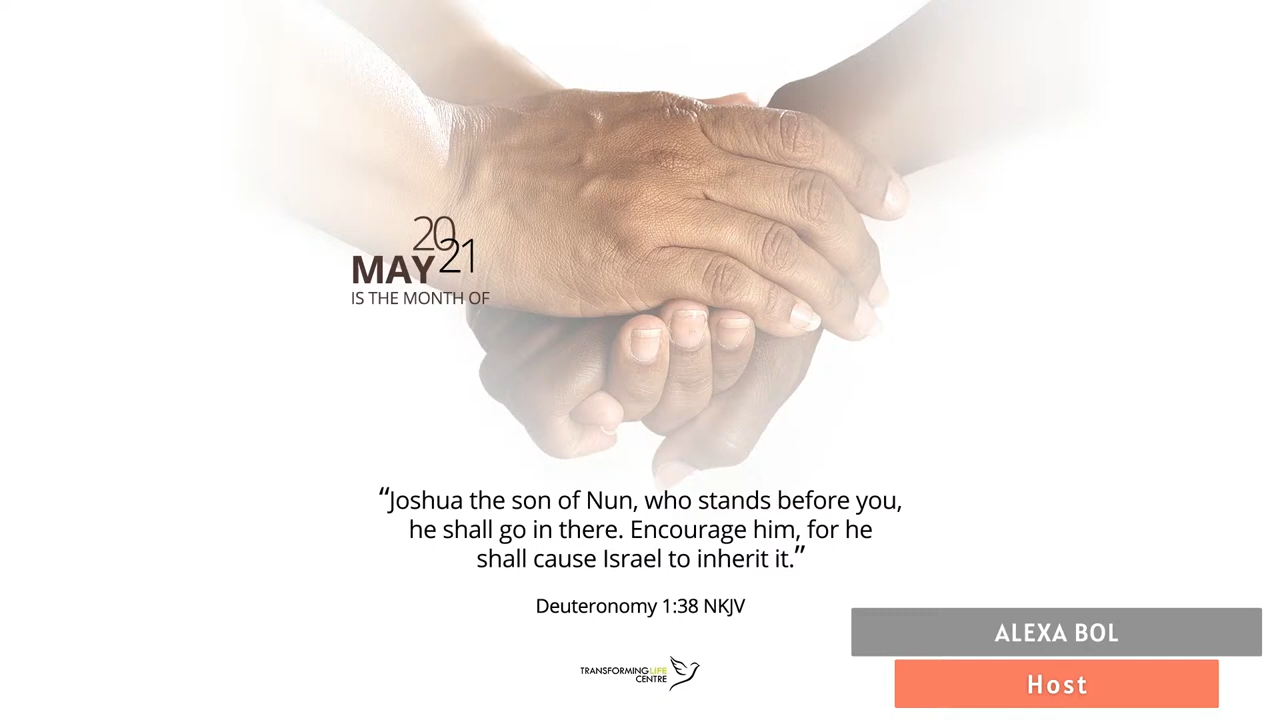 20
21
MAY
IS THE MONTH OF
“Joshua the son of Nun, who stands before you,
he shall go in there. Encourage him, for he
shall cause Israel to inherit it.”
Deuteronomy 1:38 NKJV
TRANSFORMING LIFE
CENTRE
ALEXA BOL
Host